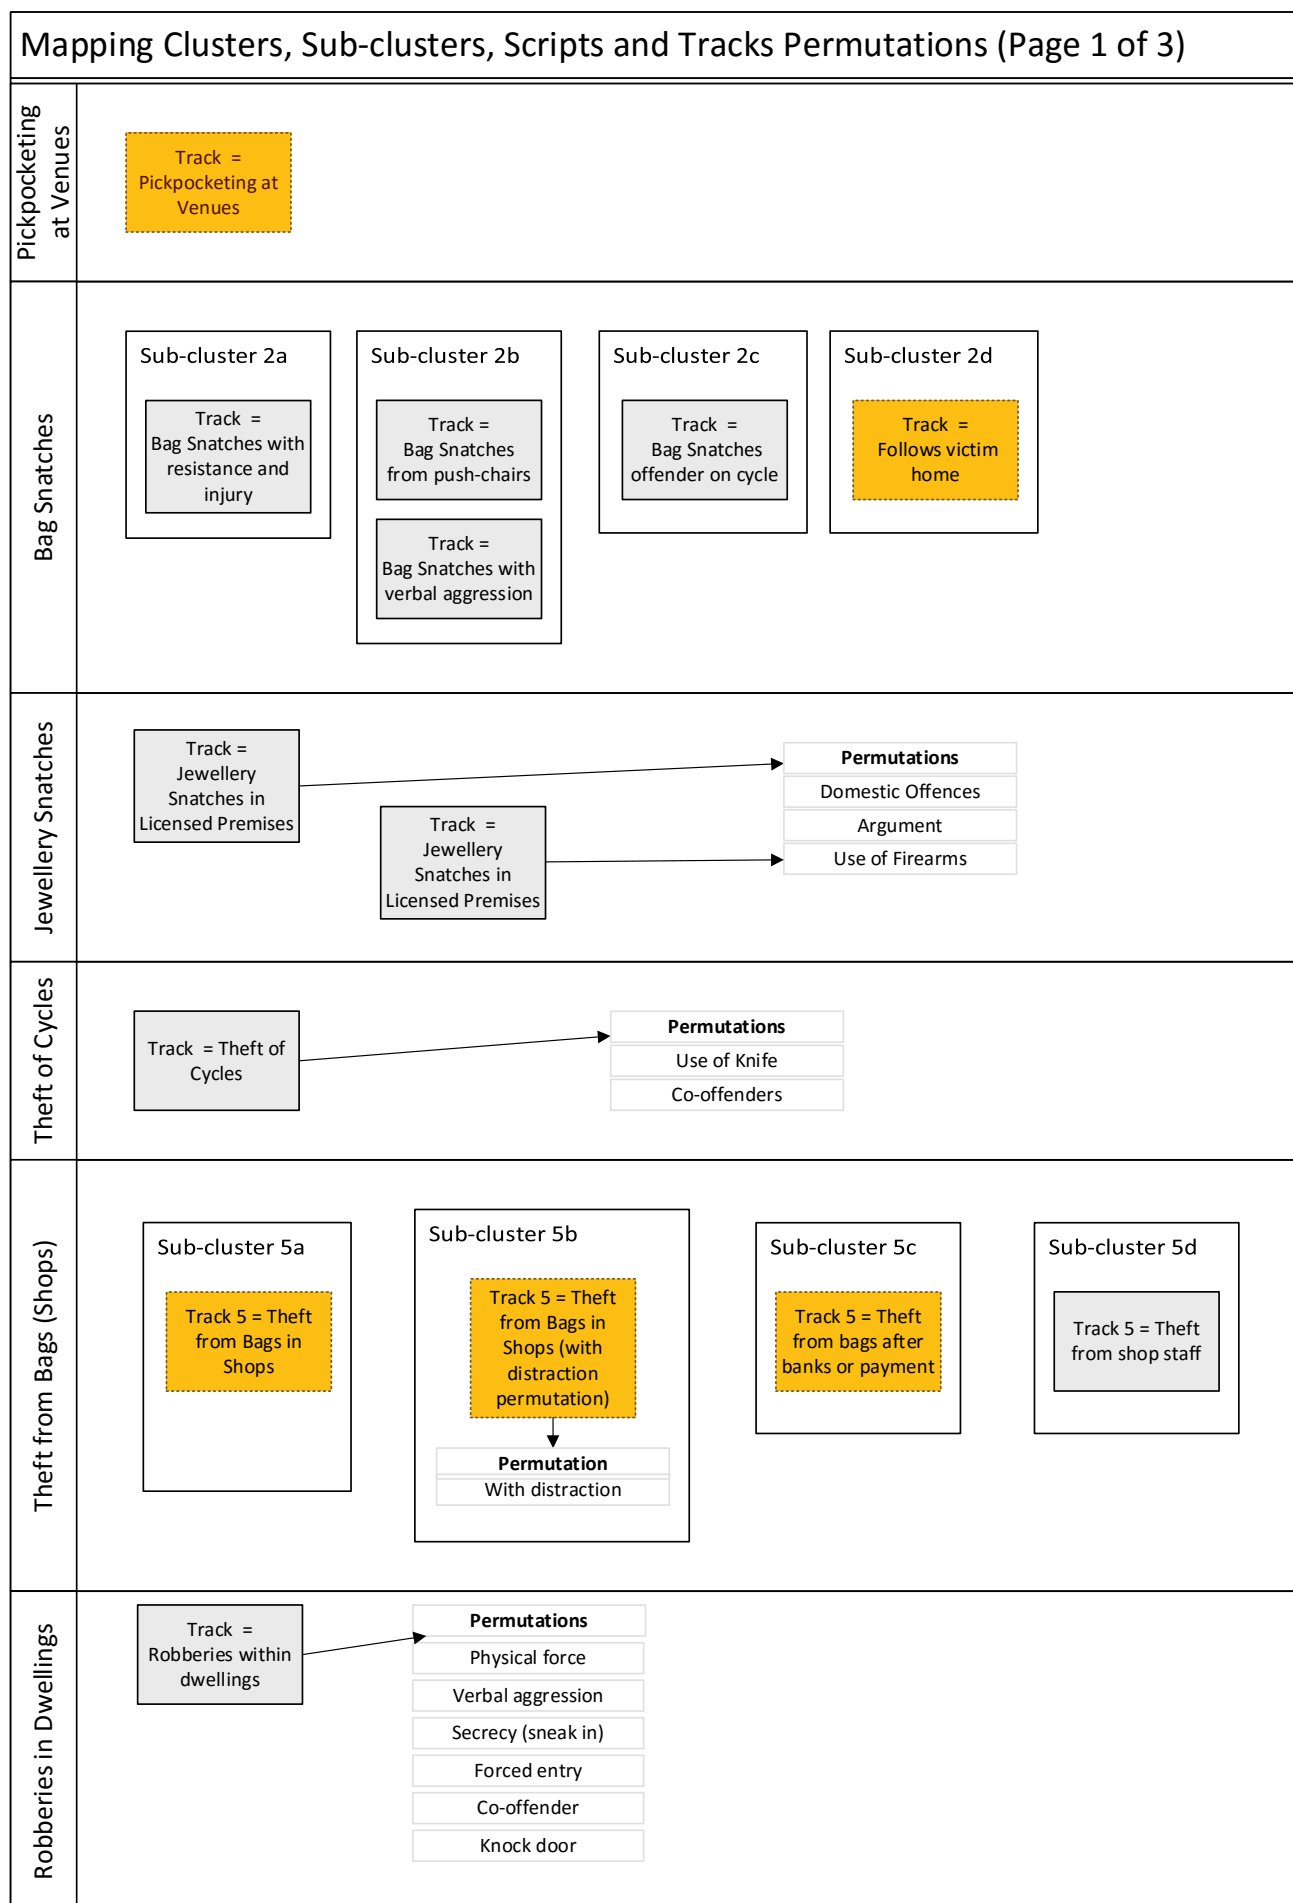 Mapping Clusters, Sub-clusters, Scripts and Tracks Permutations (Page 1 of 3)
Pickpocketing
at Venues
Track =
Pickpocketing at
Venues
Bag Snatches
Sub-cluster 2a
Track =
Bag Snatches with
resistance and
injury
Sub-cluster 2b
Track =
Bag Snatches
from push-chairs
Track =
Bag Snatches with
verbal aggression
Sub-cluster 2c
Track =
Bag Snatches
offender on cycle
Sub-cluster 2d
Track =
Follows victim
home
Jewellery Snatches
Track =
Jewellery
Snatches in
Licensed Premises
Track =
Jewellery
Snatches in
Licensed Premises
Permutations
Domestic Offences
Argument
Use of Firearms
Theft of Cycles
Track = Theft of
Cycles
Permutations
Use of Knife
Co-offenders
Theft from Bags (Shops)
Sub-cluster 5a
Track 5 = Theft
from Bags in
Shops
Sub-cluster 5b
Track 5 = Theft
from Bags in
Shops (with
distraction
permutation)
Permutation
With distraction
Sub-cluster 5c
Track 5 = Theft
from bags after
banks or payment
Sub-cluster 5d
Track 5 = Theft
from shop staff
Robberies in Dwellings
Track =
Robberies within
dwellings
Permutations
Physical force
Verbal aggression
Secrecy (sneak in)
Forced entry
Co-offender
Knock door